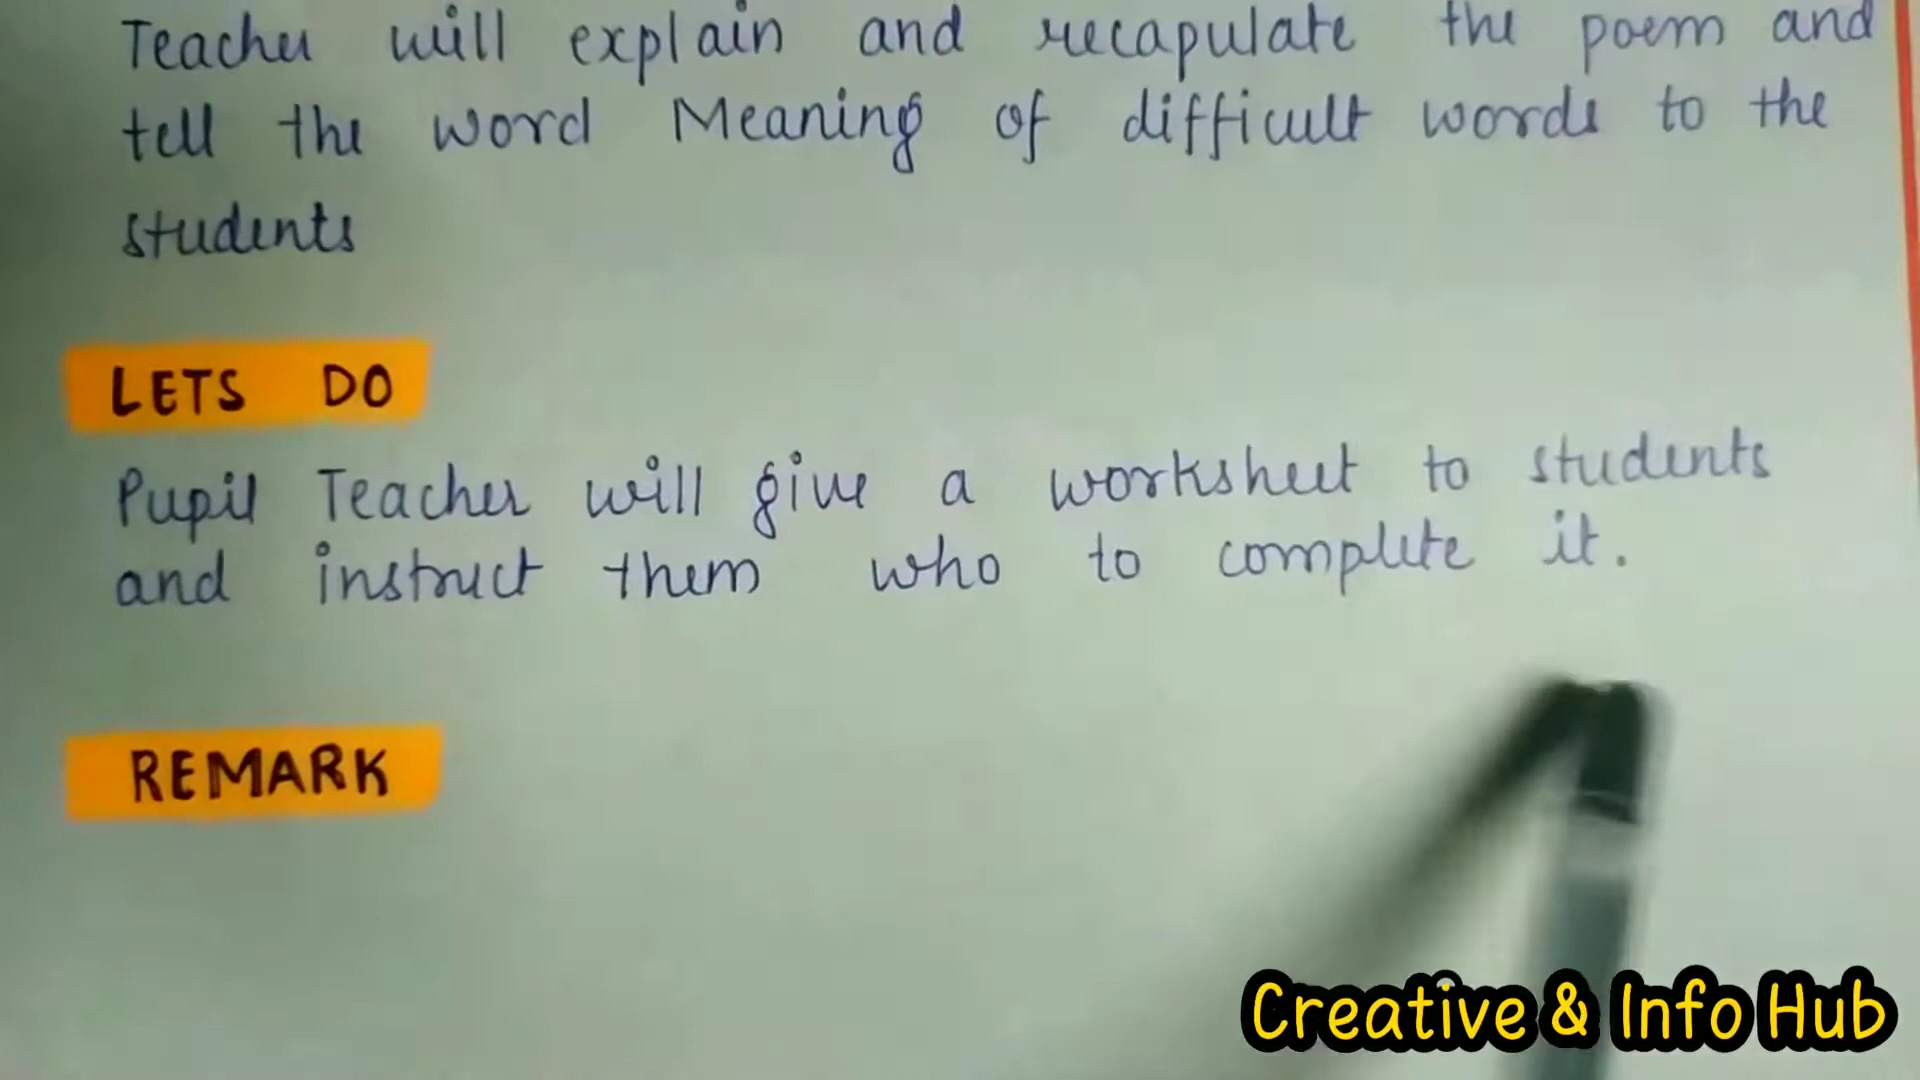 Teacher will explain and recapulate the poem and
tell the word Meaning of difficult words to the
students
LETS DO
Pupil Teacher will give a worksheet to students
and instruct them who to complete it.
REMARK
Creative & Info Hub